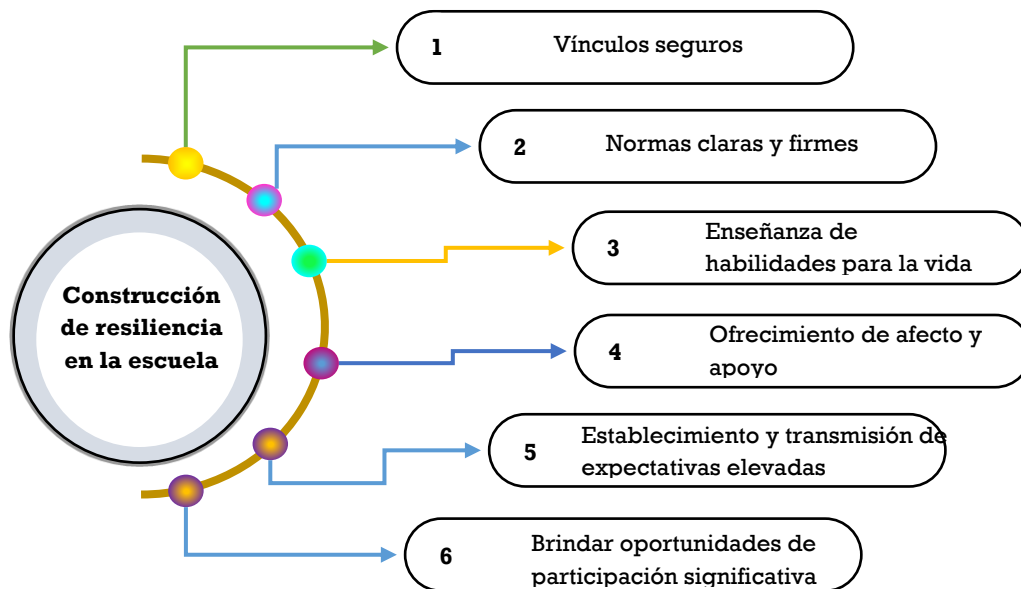 1 Vínculos seguros
2 Normas claras y firmes
3 Enseñanza de
habilidades para la vida
Construcción
de resiliencia
en la escuela
4 Ofrecimiento de afecto y
apoyo
5 Establecimiento y transmisión de
expectativas elevadas
6 Brindar oportunidades de
participación significativa